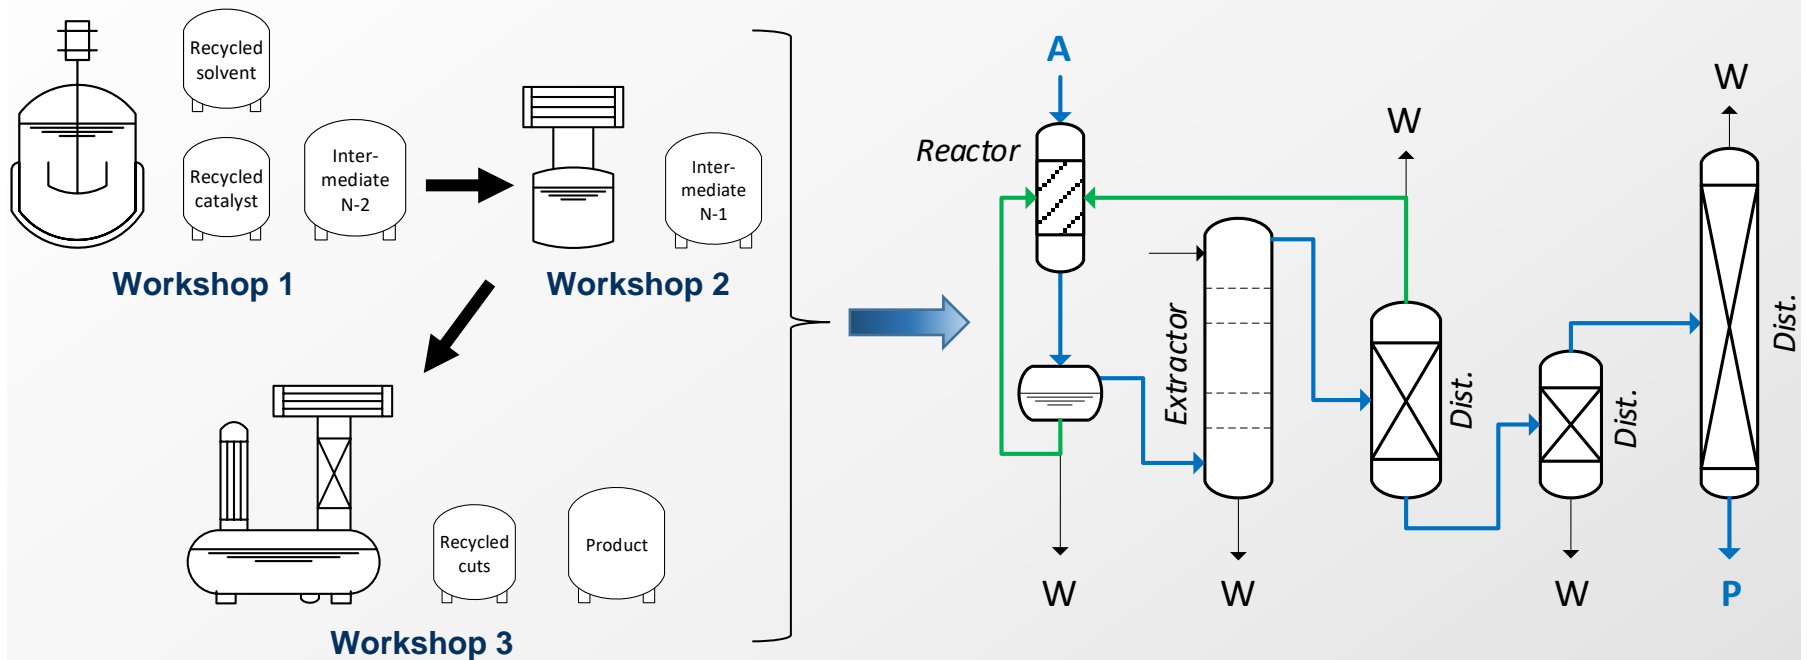 Recycled
solvent
Recycled
catalyst
Inter-
mediate
N-2
Workshop 1
Inter-
mediate
N-1
Workshop 2
Recycled
cuts
Product
Workshop 3
A
Reactor
W
W
Extractor
Dist.
Dist.
Dist.
W
W
W
P